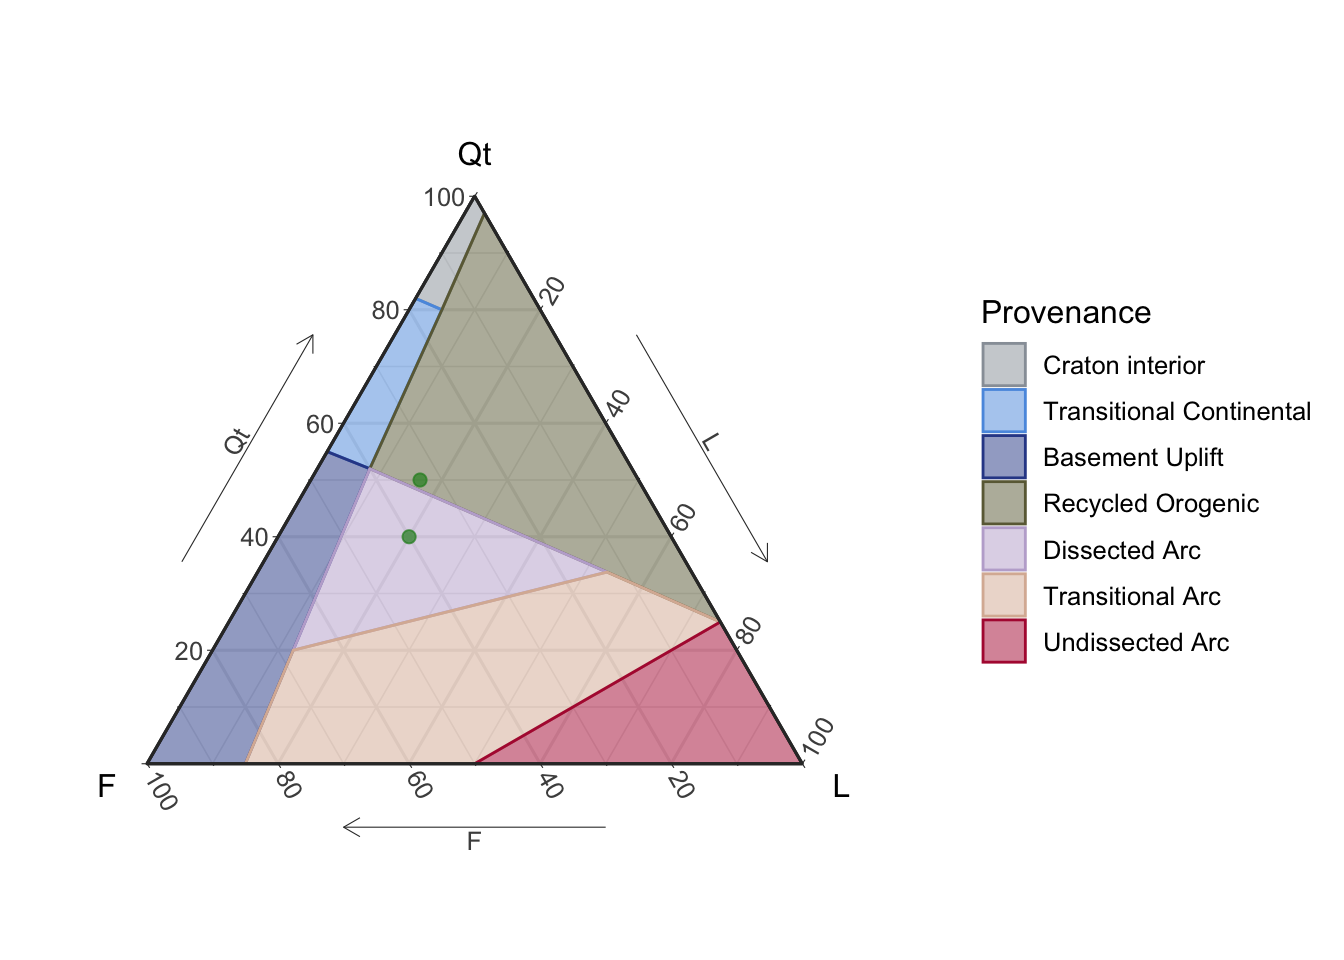 Qt
100
80
60
40
20
20
40
60
80
100
Qt
L
F
L
100
80
60
40
20
F
Provenance
Craton interior
Transitional Continental
Basement Uplift
Recycled Orogenic
Dissected Arc
Transitional Arc
Undissected Arc